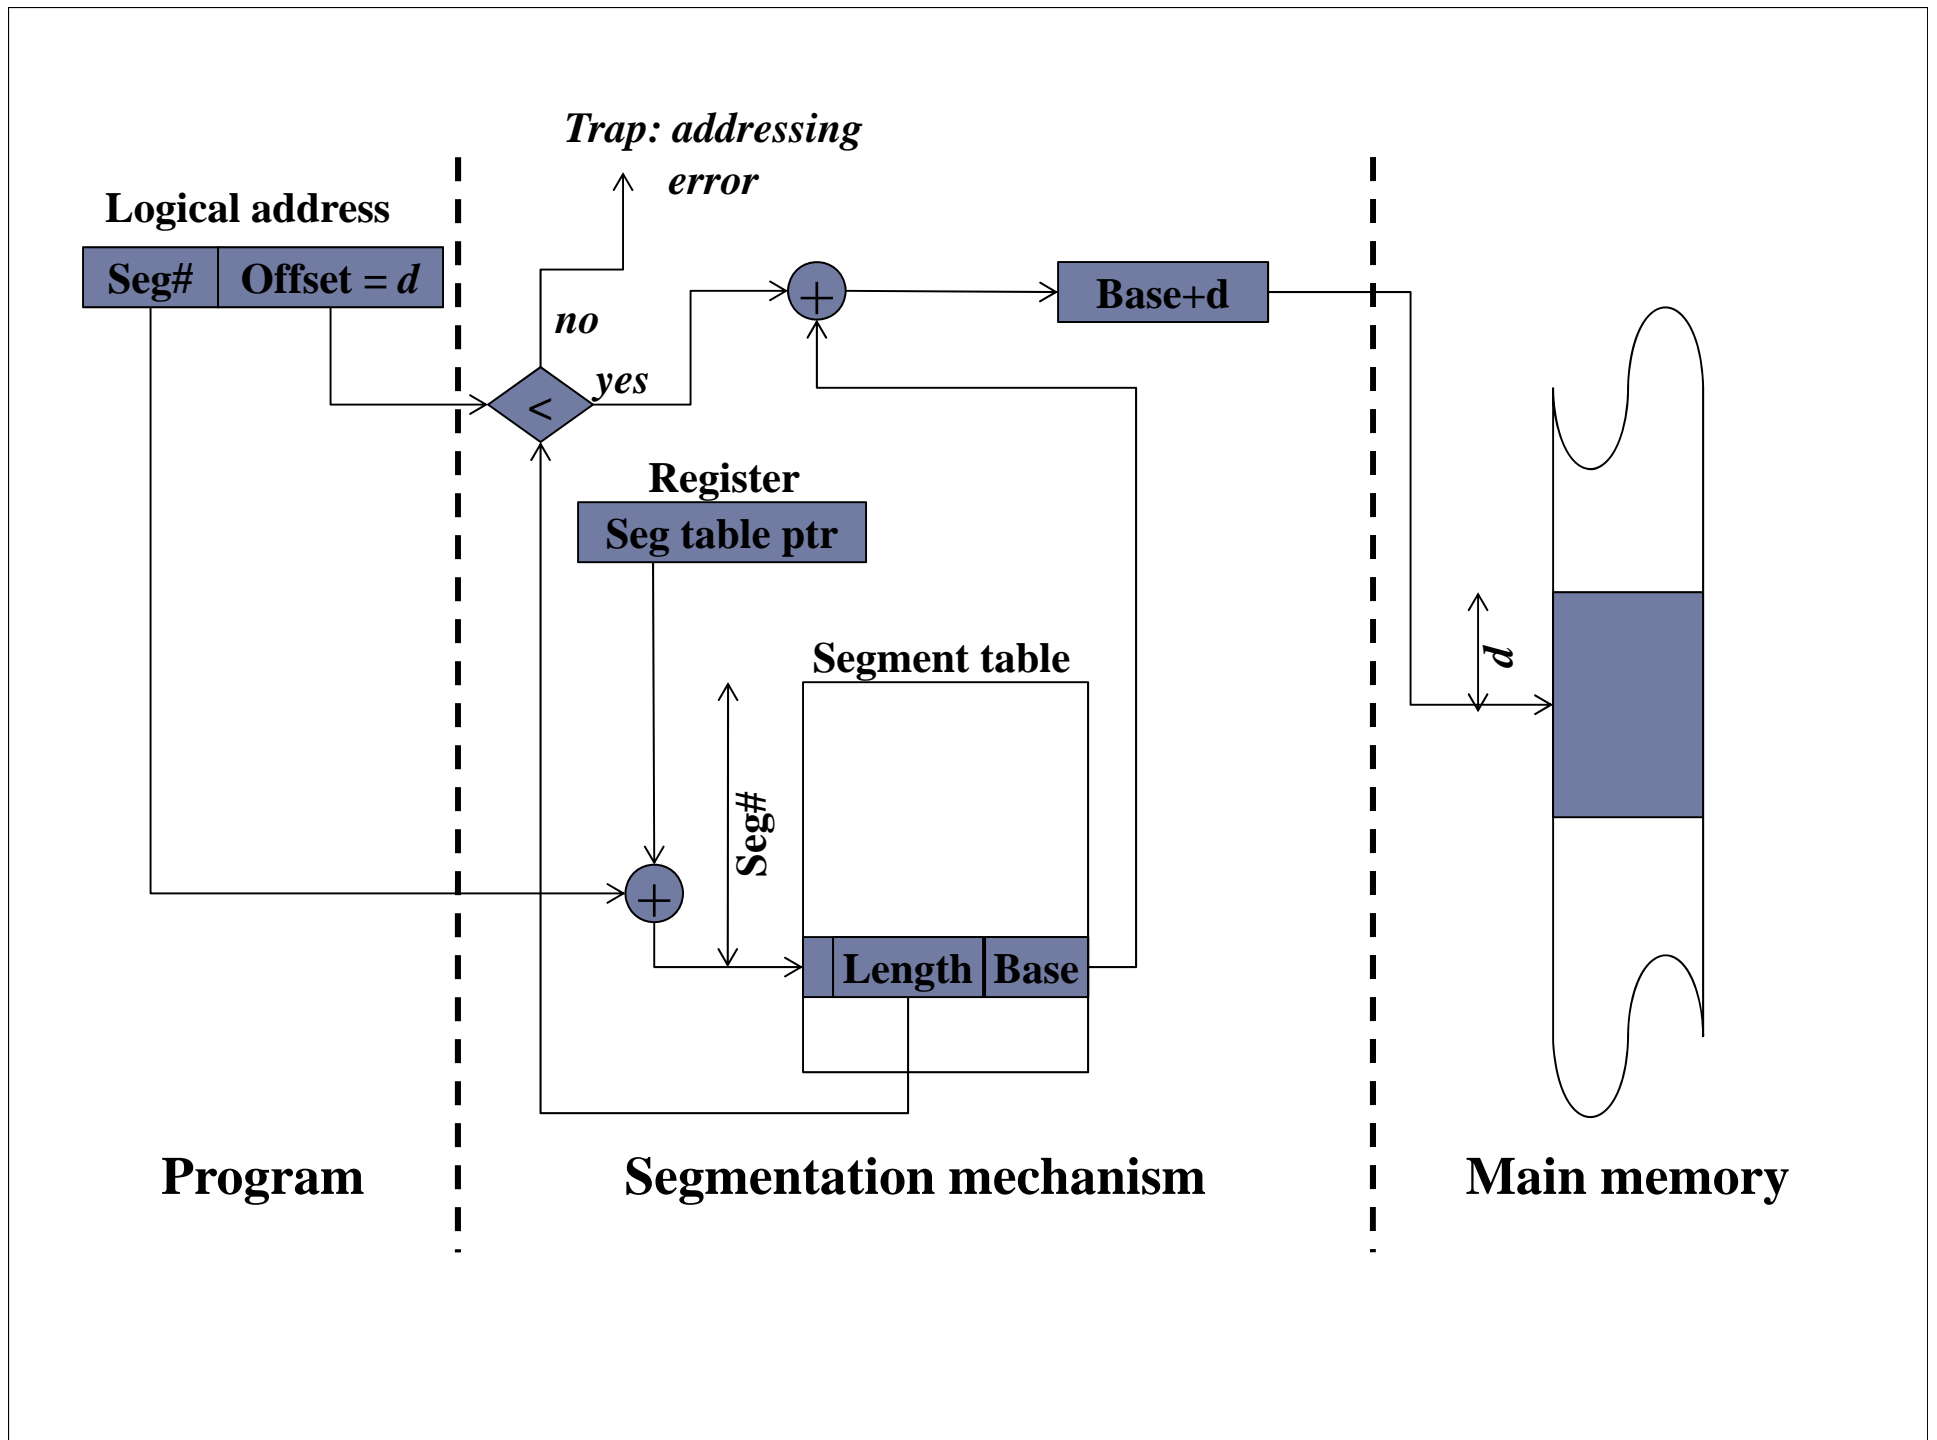 Trap: addressing
error
Logical address
Seg# Offset = d
no
+
Base+d
yes
<
Register
Seg table ptr
Segment table
d
Seg#
+
Length Base
Program Segmentation mechanism Main memory